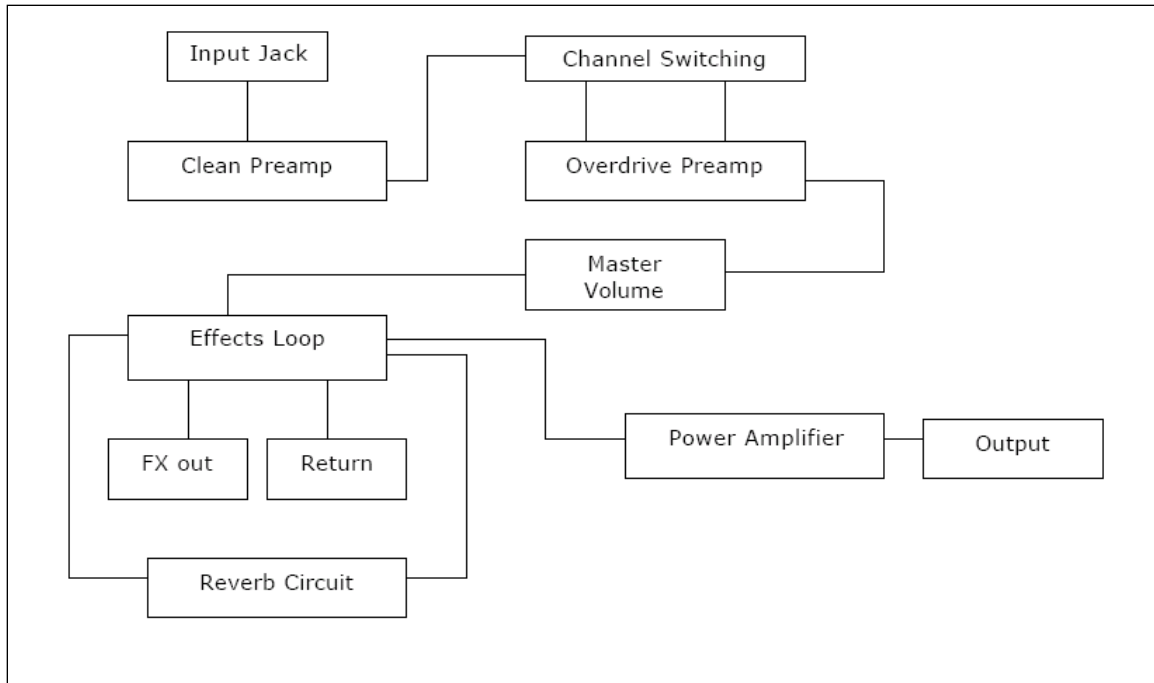 Input Jack
Channel Switching
Clean Preamp
Overdrive Preamp
Master
Volume
Effects Loop
Power Amplifier
Output
FX out
Return
Reverb Circuit